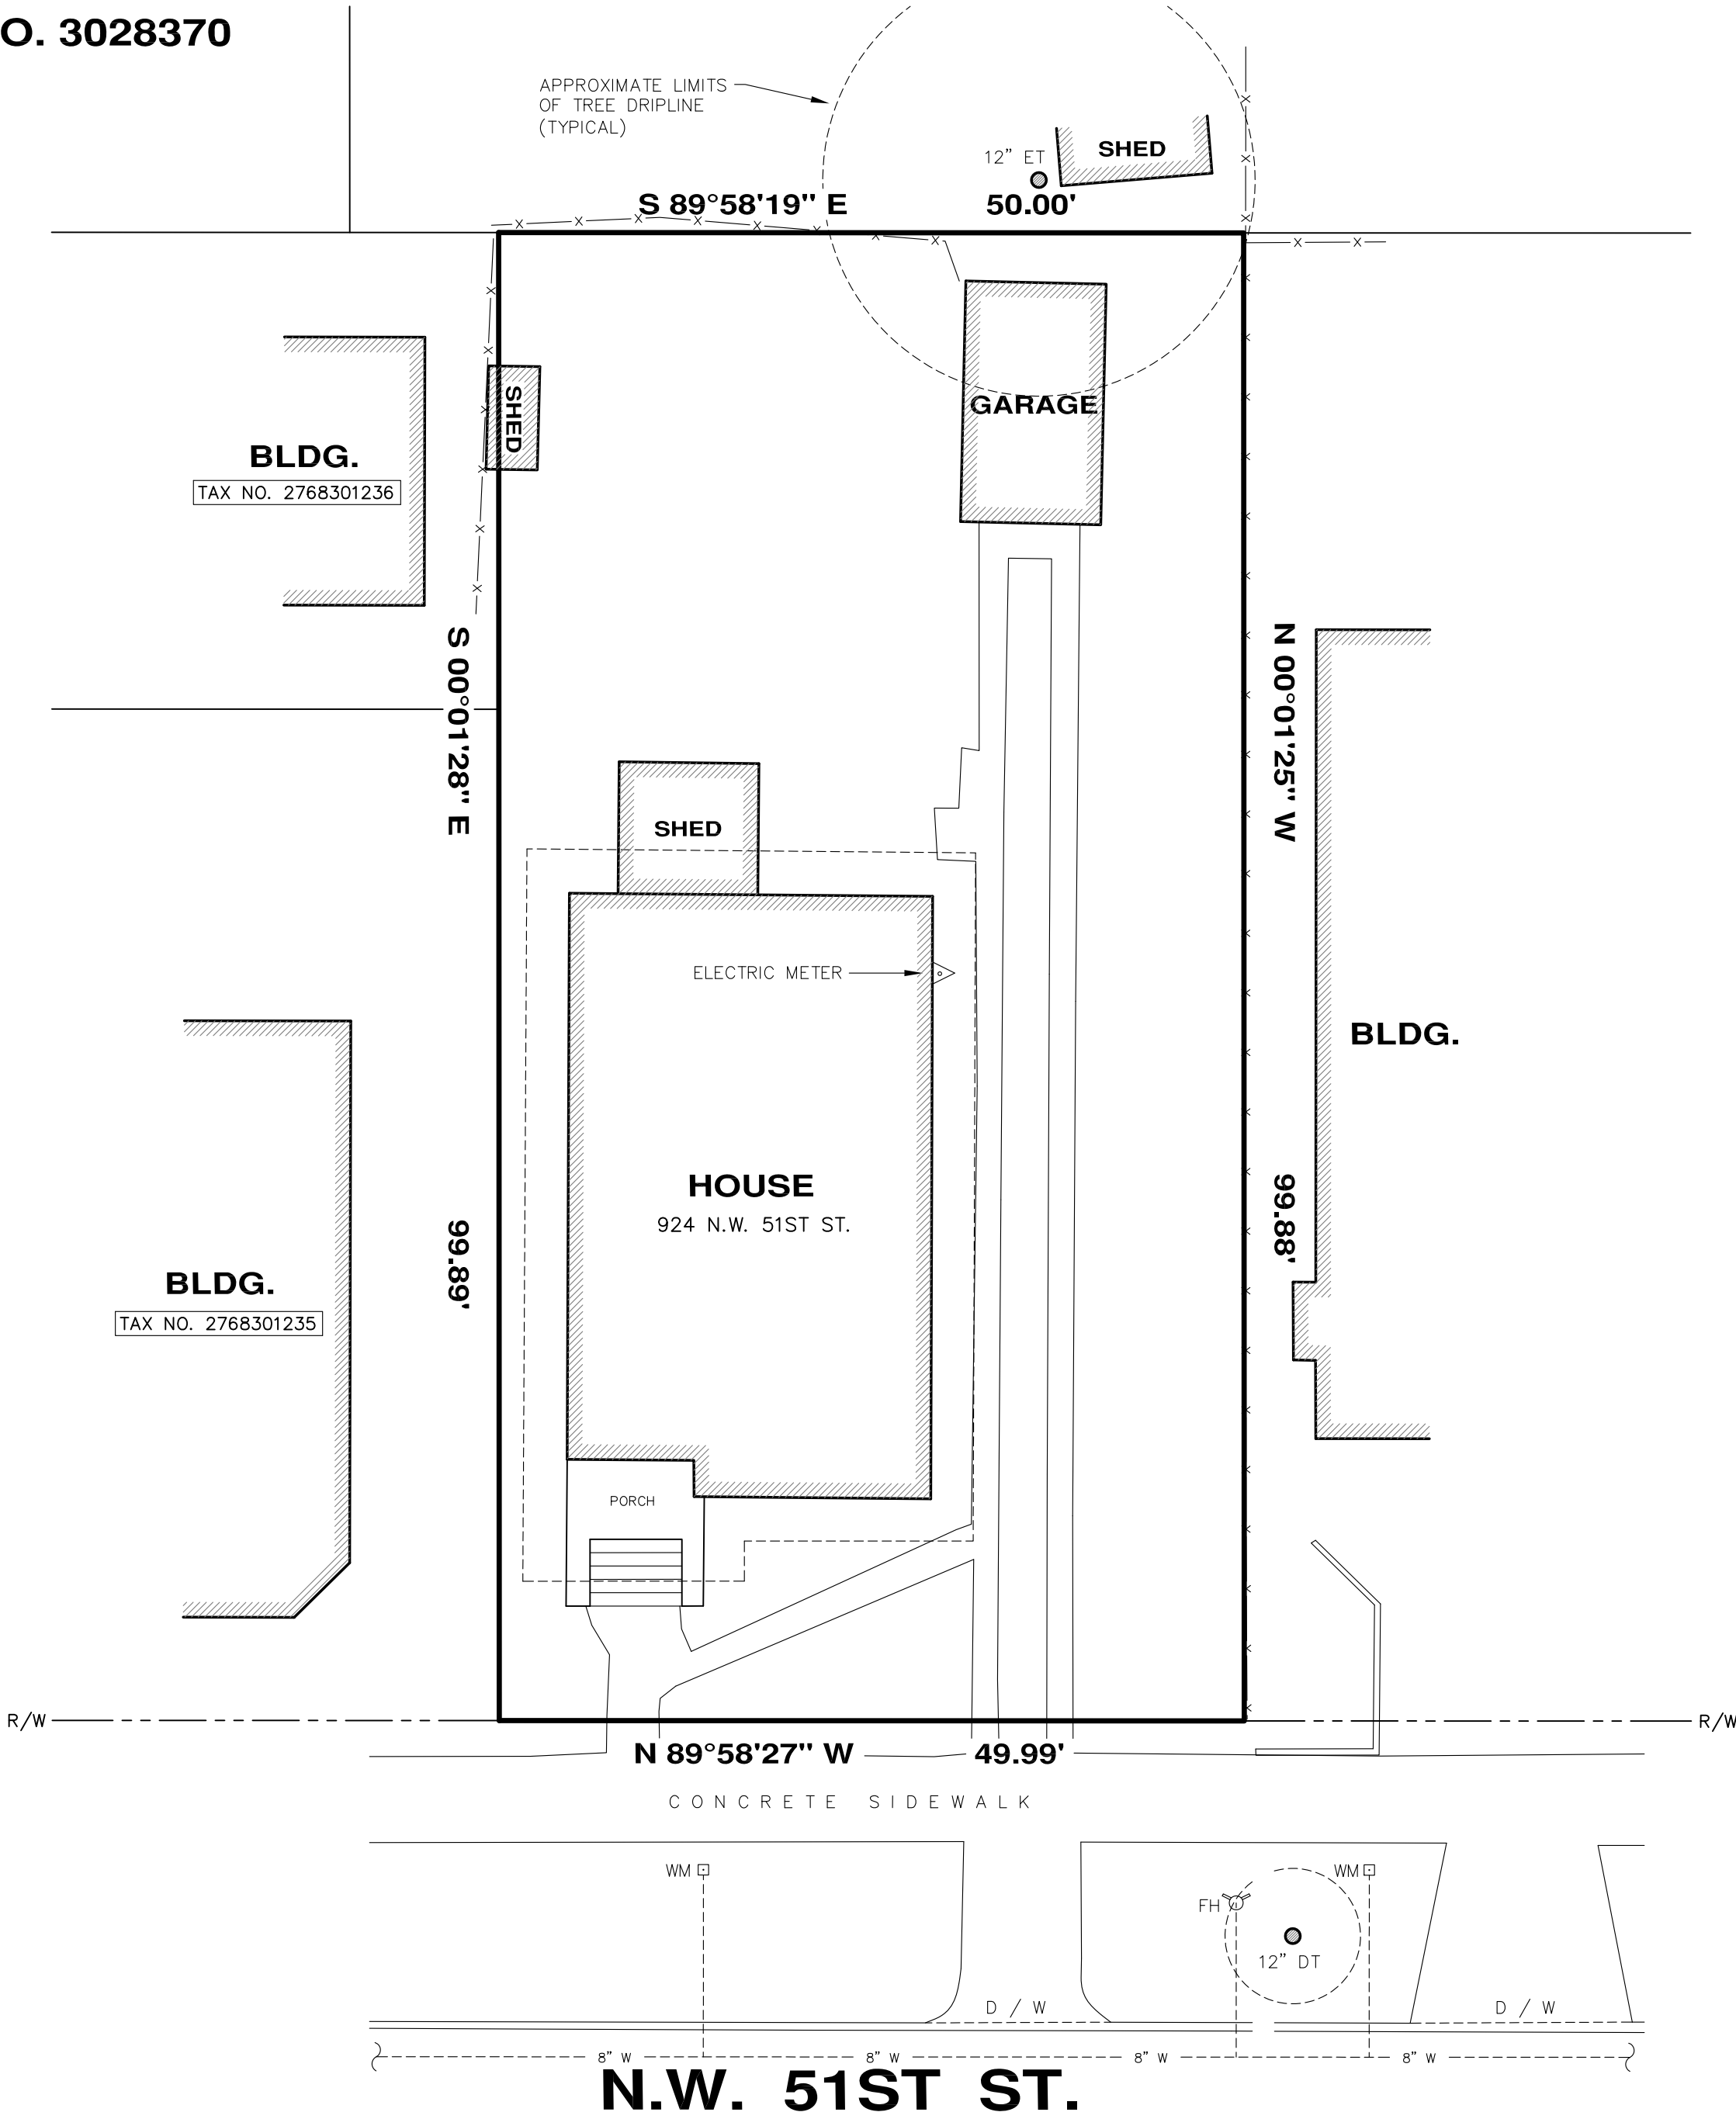 O. 3028370
APPROXIMATE LIMITS
OF TREE DRIPLINE
(TYPICAL)
12" ET
SHED
S 89°58'19" E
50.00'
GARAGE
SHED
BLDG.
TAX NO. 2768301236
S 00°01'28" E
N 00°01'25" W
SHED
ELECTRIC METER
BLDG.
HOUSE
924 N.W. 51ST ST.
99.89'
99.88'
BLDG.
TAX NO. 2768301235
PORCH
R/W
R/W
N 89°58'27" W
49.99'
CONCRETE SIDEWALK
WM
WM
FH
12" DT
D / W
D / W
8" W
8" W
8" W
8" W
N.W. 51ST ST.